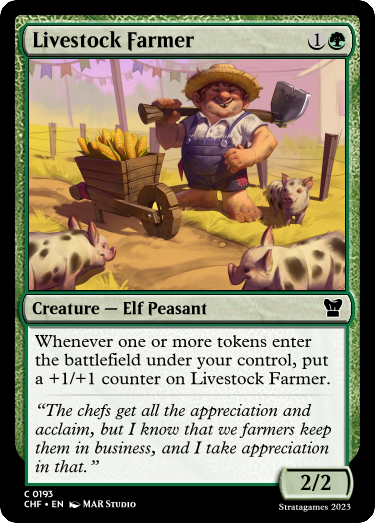 Livestock Farmer 1
Creature — Elf Peasant
Whenever one or more tokens enter
the battlefield under your control, put
a +1/+1 counter on Livestock Farmer.
“The chefs get all the appreciation and
acclaim, but I know that we farmers keep
them in business, and I take appreciation
in that.”
2/2
C 0193
CHF • EN MAR Studio
Stratagames 2023